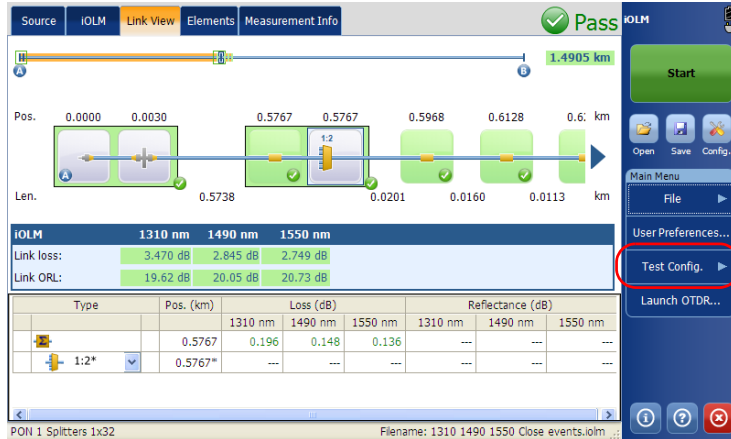 Source iOLM Link View Elements Measurement Info Pass iOLM
1.4905 km
A B
Start
Pos. 0.0000 0.0030 0.5767 0.5767 0.5968 0.6128 0.6: km
1:2
A
Open Save Config.
Len. 0.5738 0.0201 0.0160 0.0113 km
Main Menu
File
iOLM 1310 nm 1490 nm 1550 nm
User Preferences...
Link loss: 3.470 dB 2.845 dB 2.749 dB
Test Config.
Link ORL: 19.62 dB 20.05 dB 20.73 dB
Launch OTDR...
Type Pos. (km) Loss (dB) Reflectance (dB)
1310 nm 1490 nm 1550 nm 1310 nm 1490 nm 1550 nm
Σ 0.5767 0.196 0.148 0.136 --- --- ---
1:2* 0.5767* --- --- --- --- --- ---
PON 1 Splitters 1x32 Filename: 1310 1490 1550 Close events.iolm